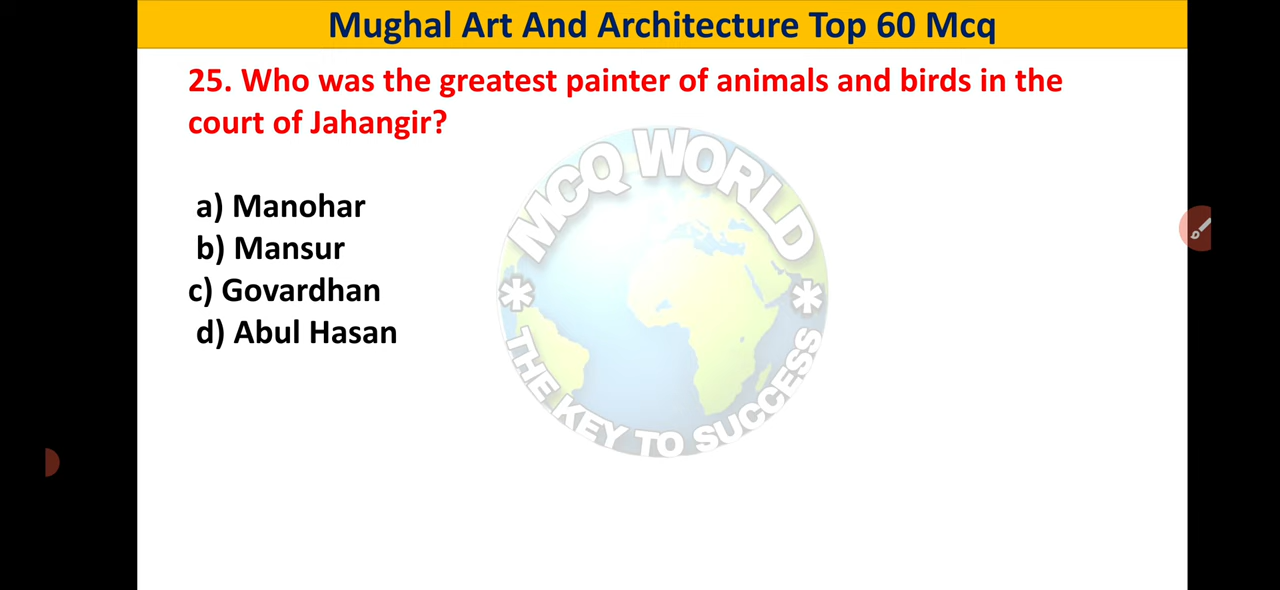 Mughal Art And Architecture Top 60 Mcq
25. Who was the greatest painter of animals and birds in the
court of Jahangir?
MCQ WORLD
a) Manohar
b) Mansur
c) Govardhan
d) Abul Hasan
* THE KEY TO SUCCESS *